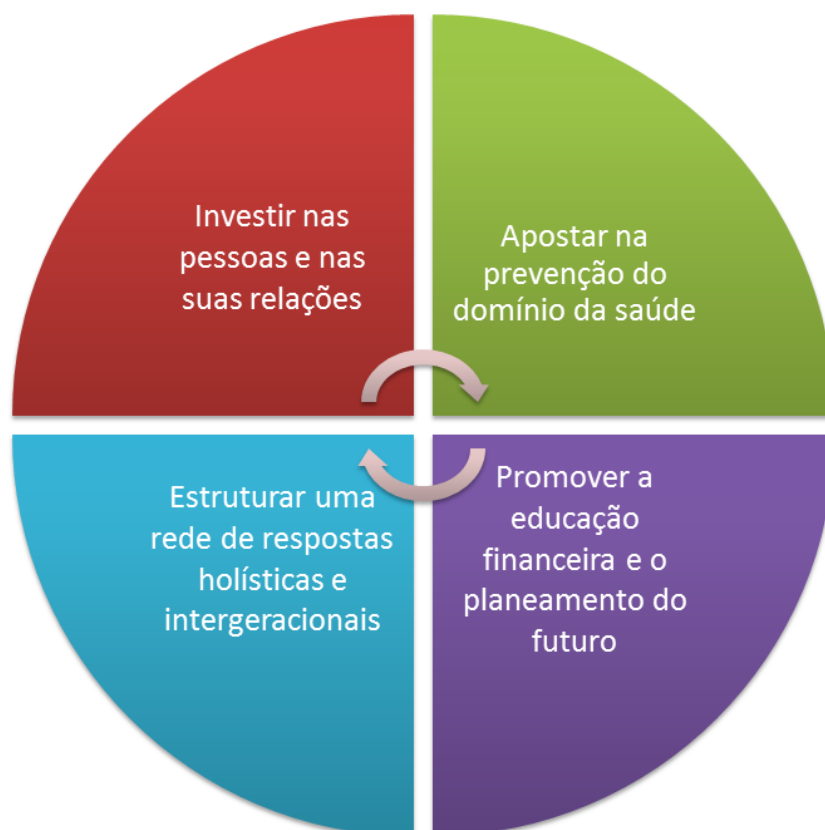 Investir nas
pessoas e nas
suas relações
Apostar na
prevenção do
domínio da saúde
Estruturar uma
rede de respostas
holísticas e
intergeracionais
Promover a
educação
financeira e o
planeamento do
futuro